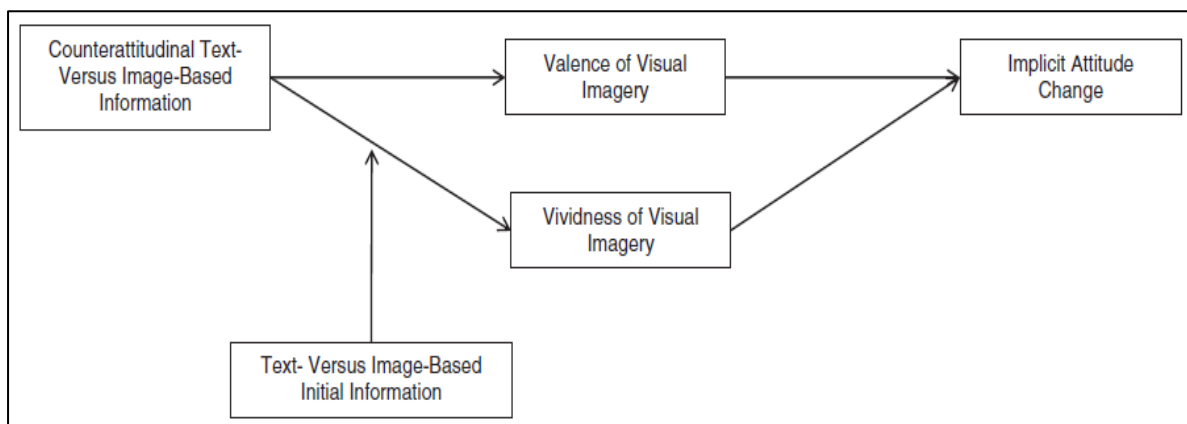 Counterattitudinal Text-
Versus Image-Based
Information
Valence of Visual
Imagery
Implicit Attitude
Change
Vividness of Visual
Imagery
Text- Versus Image-Based
Initial Information